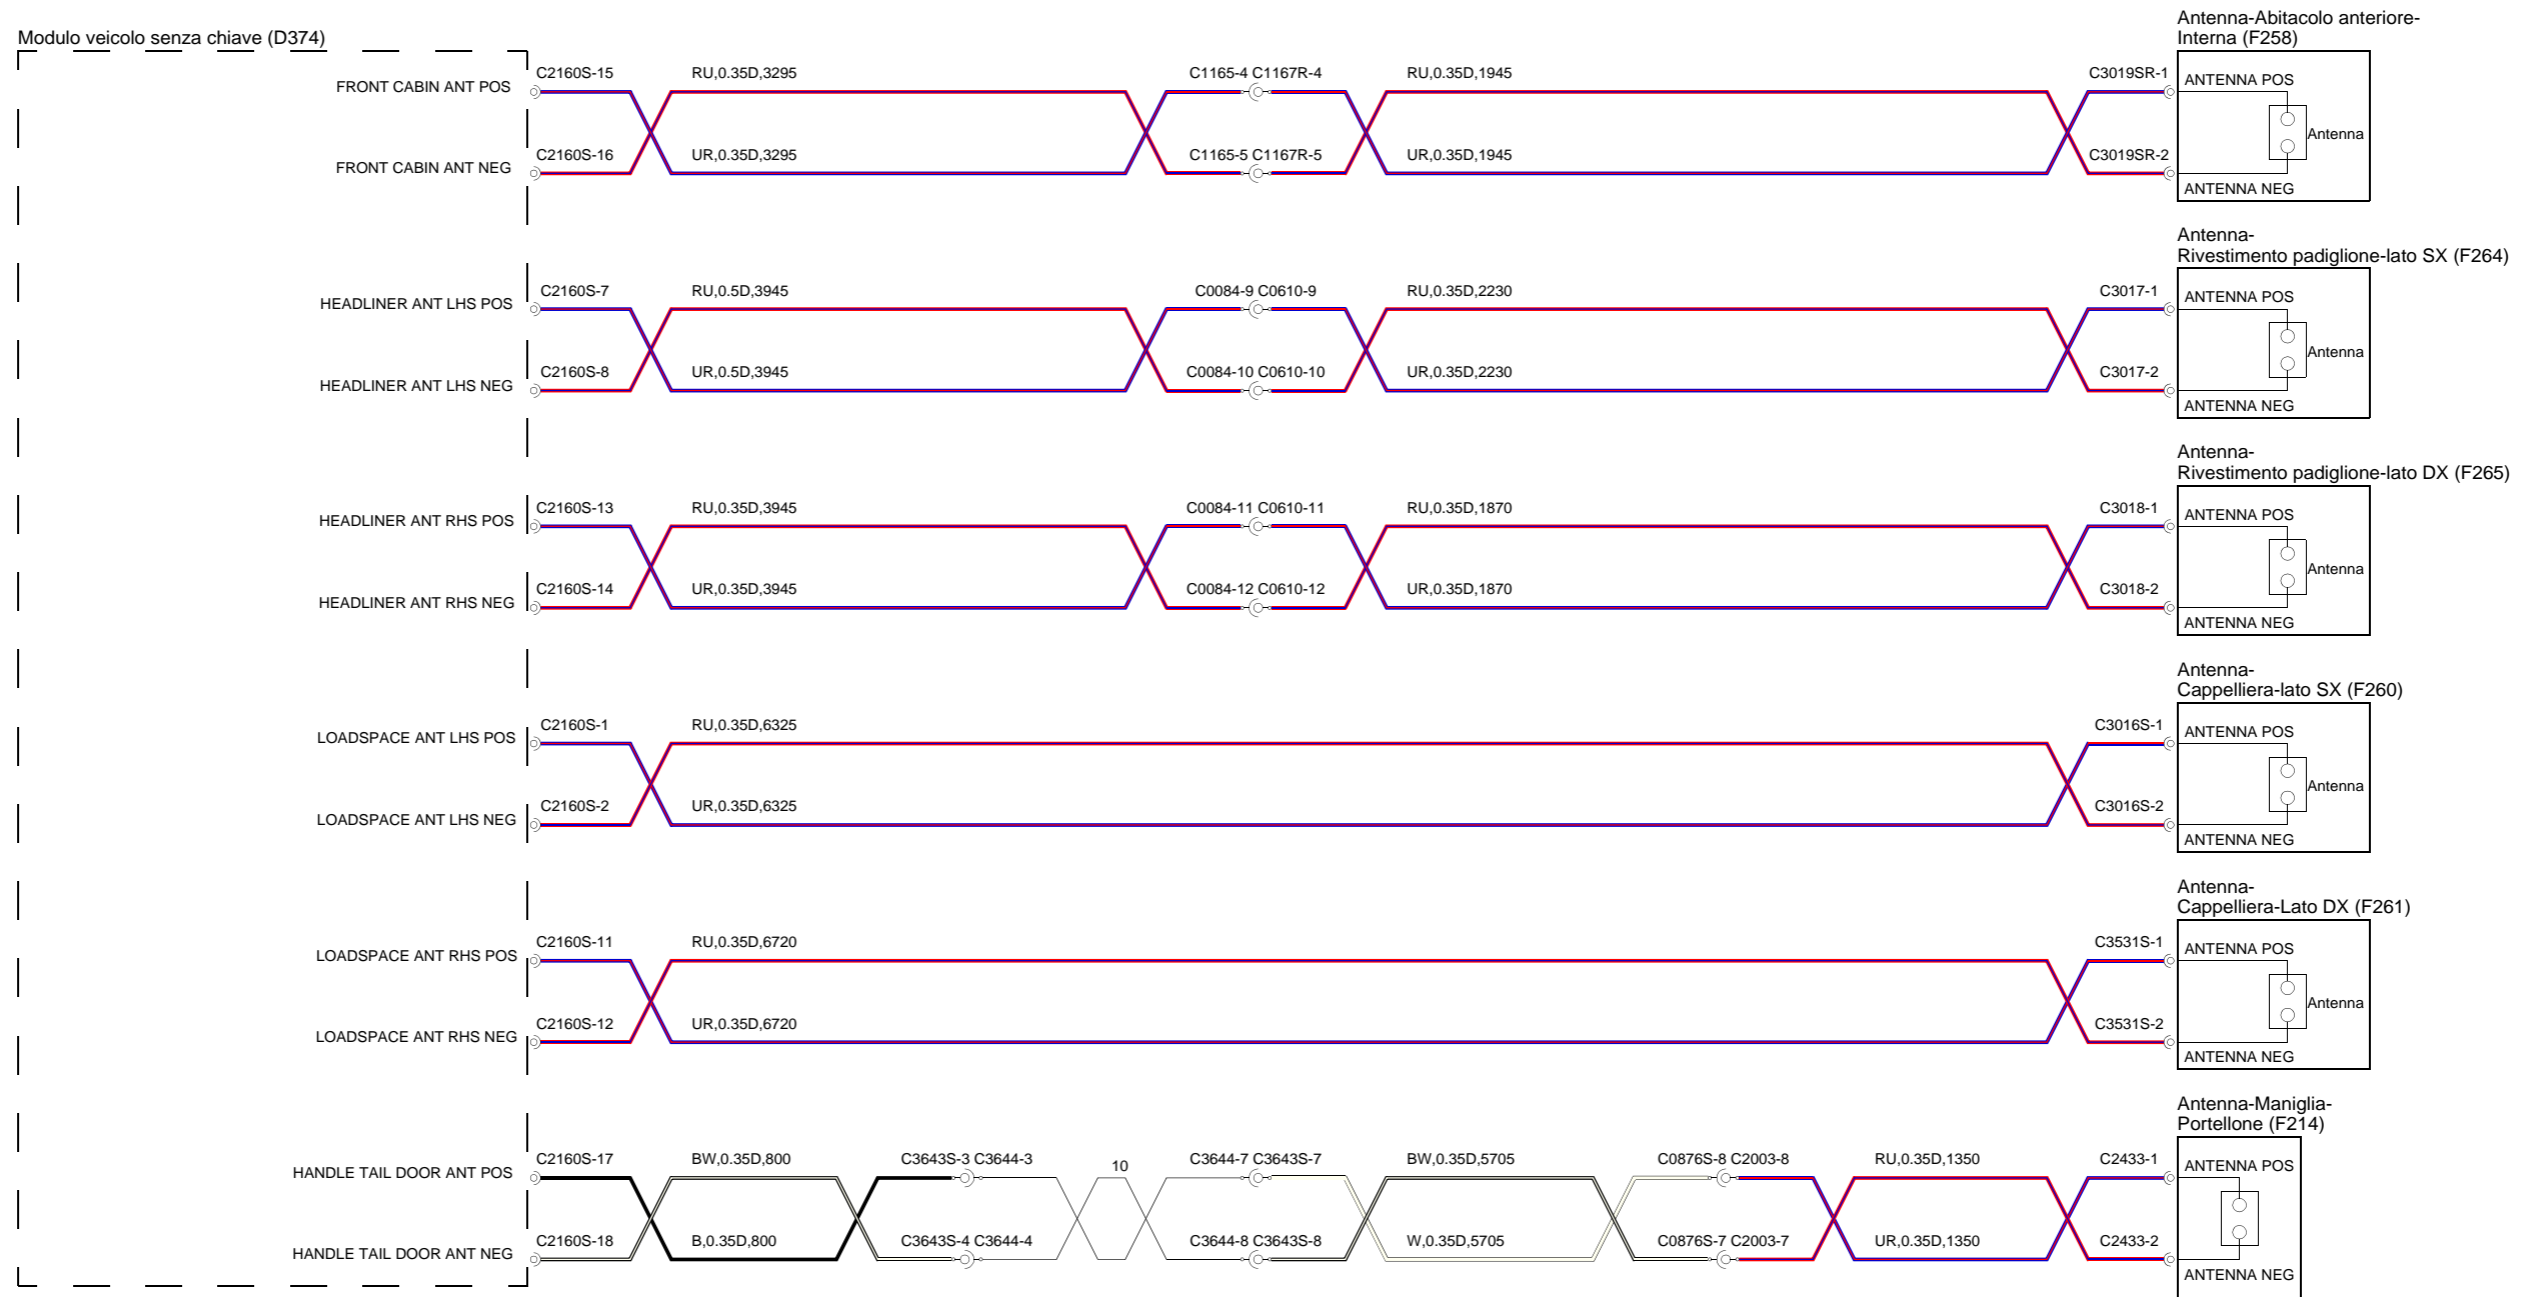 Modulo veicolo senza chiave (D374)
Antenna-Abitacolo anteriore-
Interna (F258)
FRONT CABIN ANT POS
C2160S-15
RU,0.35D,3295
C1165-4 C1167R-4
RU,0.35D,1945
C3019SR-1
ANTENNA POS
Antenna
FRONT CABIN ANT NEG
C2160S-16
UR,0.35D,3295
C1165-5 C1167R-5
UR,0.35D,1945
C3019SR-2
ANTENNA NEG
Antenna-
Rivestimento padiglione-lato SX (F264)
HEADLINER ANT LHS POS
C2160S-7
RU,0.5D,3945
C0084-9 C0610-9
RU,0.35D,2230
C3017-1
ANTENNA POS
Antenna
HEADLINER ANT LHS NEG
C2160S-8
UR,0.5D,3945
C0084-10 C0610-10
UR,0.35D,2230
C3017-2
ANTENNA NEG
Antenna-
Rivestimento padiglione-lato DX (F265)
HEADLINER ANT RHS POS
C2160S-13
RU,0.35D,3945
C0084-11 C0610-11
RU,0.35D,1870
C3018-1
ANTENNA POS
Antenna
HEADLINER ANT RHS NEG
C2160S-14
UR,0.35D,3945
C0084-12 C0610-12
UR,0.35D,1870
C3018-2
ANTENNA NEG
Antenna-
Cappelliera-lato SX (F260)
LOADSPACE ANT LHS POS
C2160S-1
RU,0.35D,6325
C3016S-1
ANTENNA POS
Antenna
LOADSPACE ANT LHS NEG
C2160S-2
UR,0.35D,6325
C3016S-2
ANTENNA NEG
Antenna-
Cappelliera-Lato DX (F261)
LOADSPACE ANT RHS POS
C2160S-11
RU,0.35D,6720
C3531S-1
ANTENNA POS
Antenna
LOADSPACE ANT RHS NEG
C2160S-12
UR,0.35D,6720
C3531S-2
ANTENNA NEG
Antenna-Maniglia-
Portellone (F214)
HANDLE TAIL DOOR ANT POS
C2160S-17
BW,0.35D,800
C3643S-3 C3644-3
10
C3644-7 C3643S-7
BW,0.35D,5705
C0876S-8 C2003-8
RU,0.35D,1350
C2433-1
ANTENNA POS
HANDLE TAIL DOOR ANT NEG
C2160S-18
B,0.35D,800
C3643S-4 C3644-4
C3644-8 C3643S-8
W,0.35D,5705
C0876S-7 C2003-7
UR,0.35D,1350
C2433-2
ANTENNA NEG